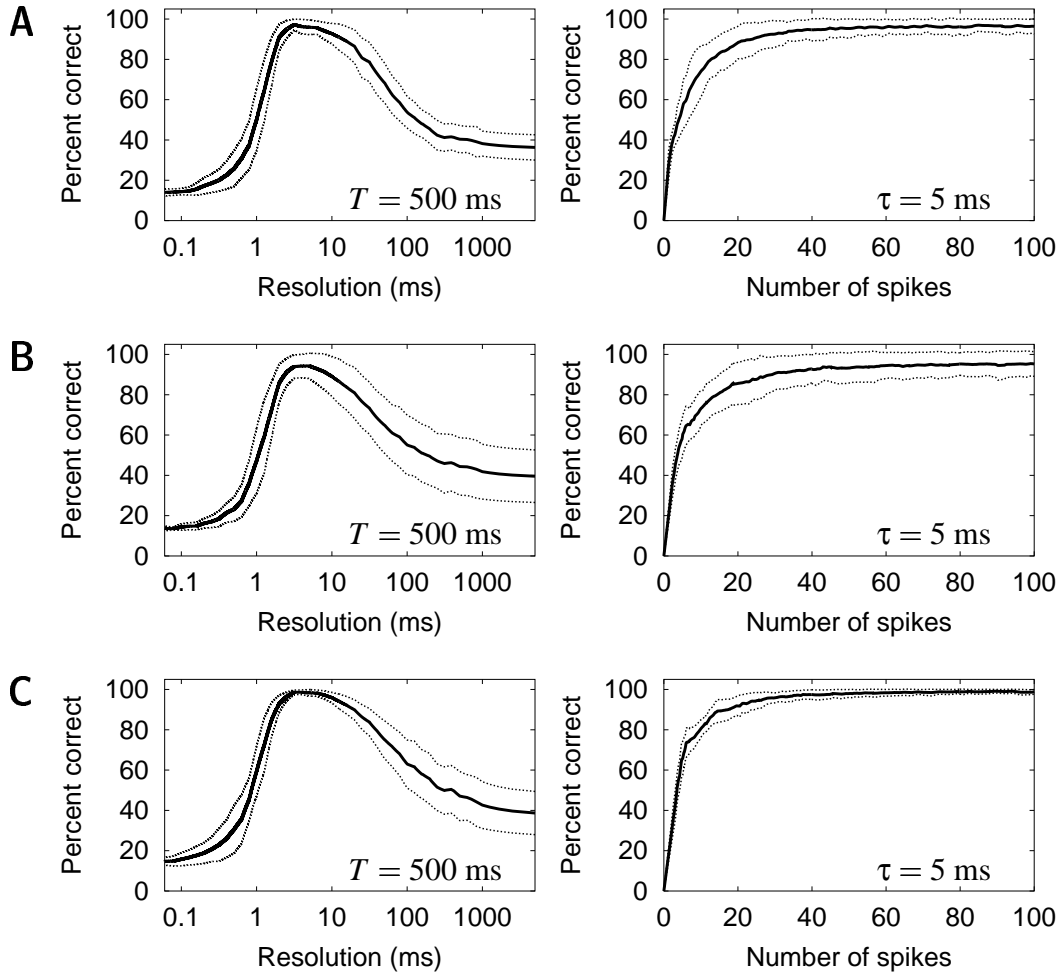 A
Percent correct
100
80
60
40
20
0
T = 500 ms
0.1 1 10 100 1000
Resolution (ms)
Percent correct
100
80
60
40
20
0
τ = 5 ms
0 20 40 60 80 100
Number of spikes
B
Percent correct
100
80
60
40
20
0
T = 500 ms
0.1 1 10 100 1000
Resolution (ms)
Percent correct
100
80
60
40
20
0
τ = 5 ms
0 20 40 60 80 100
Number of spikes
C
Percent correct
100
80
60
40
20
0
T = 500 ms
0.1 1 10 100 1000
Resolution (ms)
Percent correct
100
80
60
40
20
0
τ = 5 ms
0 20 40 60 80 100
Number of spikes